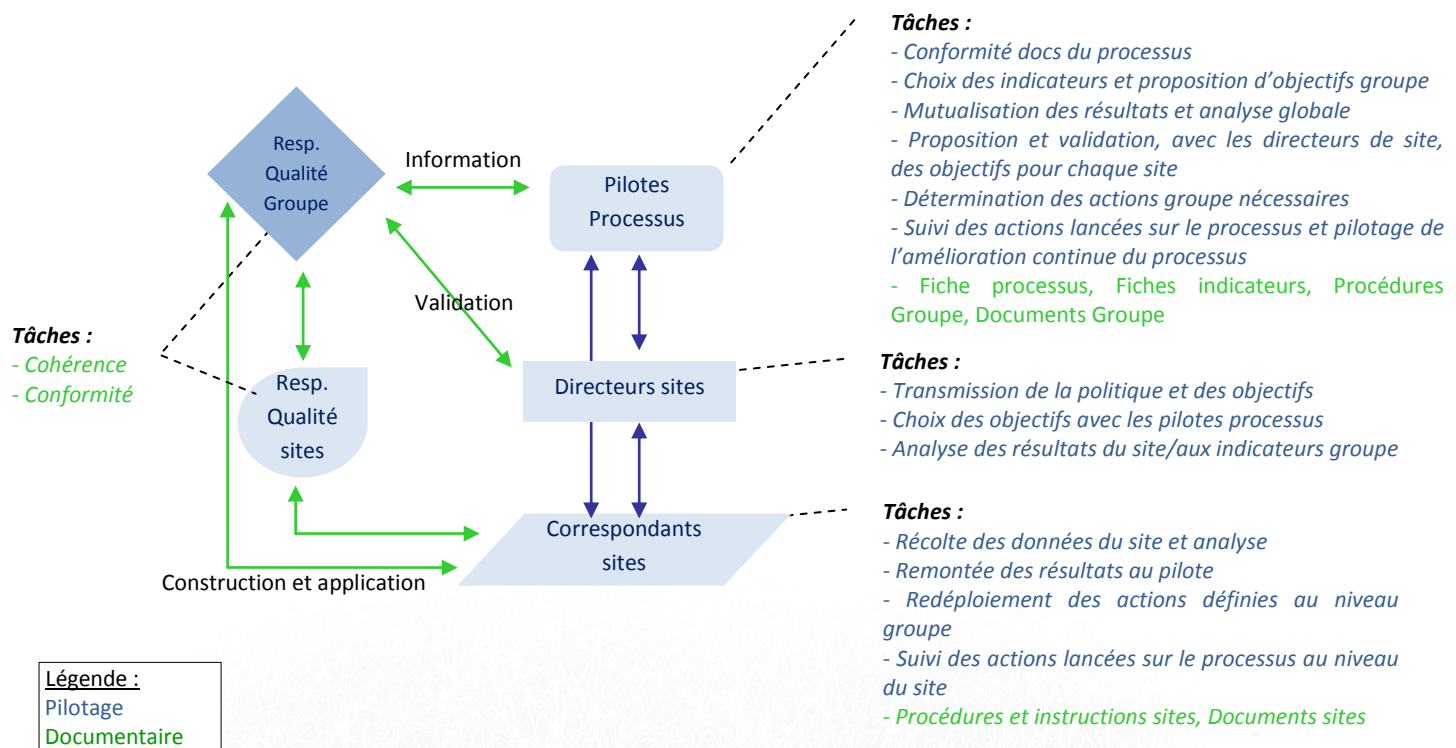 Tâches :
- Conformité docs du processus
- Choix des indicateurs et proposition d’objectifs groupe
- Mutualisation des résultats et analyse globale
- Proposition et validation, avec les directeurs de site,
des objectifs pour chaque site
- Détermination des actions groupe nécessaires
- Suivi des actions lancées sur le processus et pilotage de
l’amélioration continue du processus
- Fiche processus, Fiches indicateurs, Procédures
Groupe, Documents Groupe
Resp.
Qualité
Groupe
Information
Pilotes
Processus
Validation
Tâches :
- Cohérence
- Conformité
Resp.
Qualité
sites
Directeurs sites
Tâches :
- Transmission de la politique et des objectifs
- Choix des objectifs avec les pilotes processus
- Analyse des résultats du site/aux indicateurs groupe
Correspondants
sites
Construction et application
Tâches :
- Récolte des données du site et analyse
- Remontée des résultats au pilote
- Redéploiement des actions définies au niveau
groupe
- Suivi des actions lancées sur le processus au niveau
du site
- Procédures et instructions sites, Documents sites
Légende :
Pilotage
Documentaire